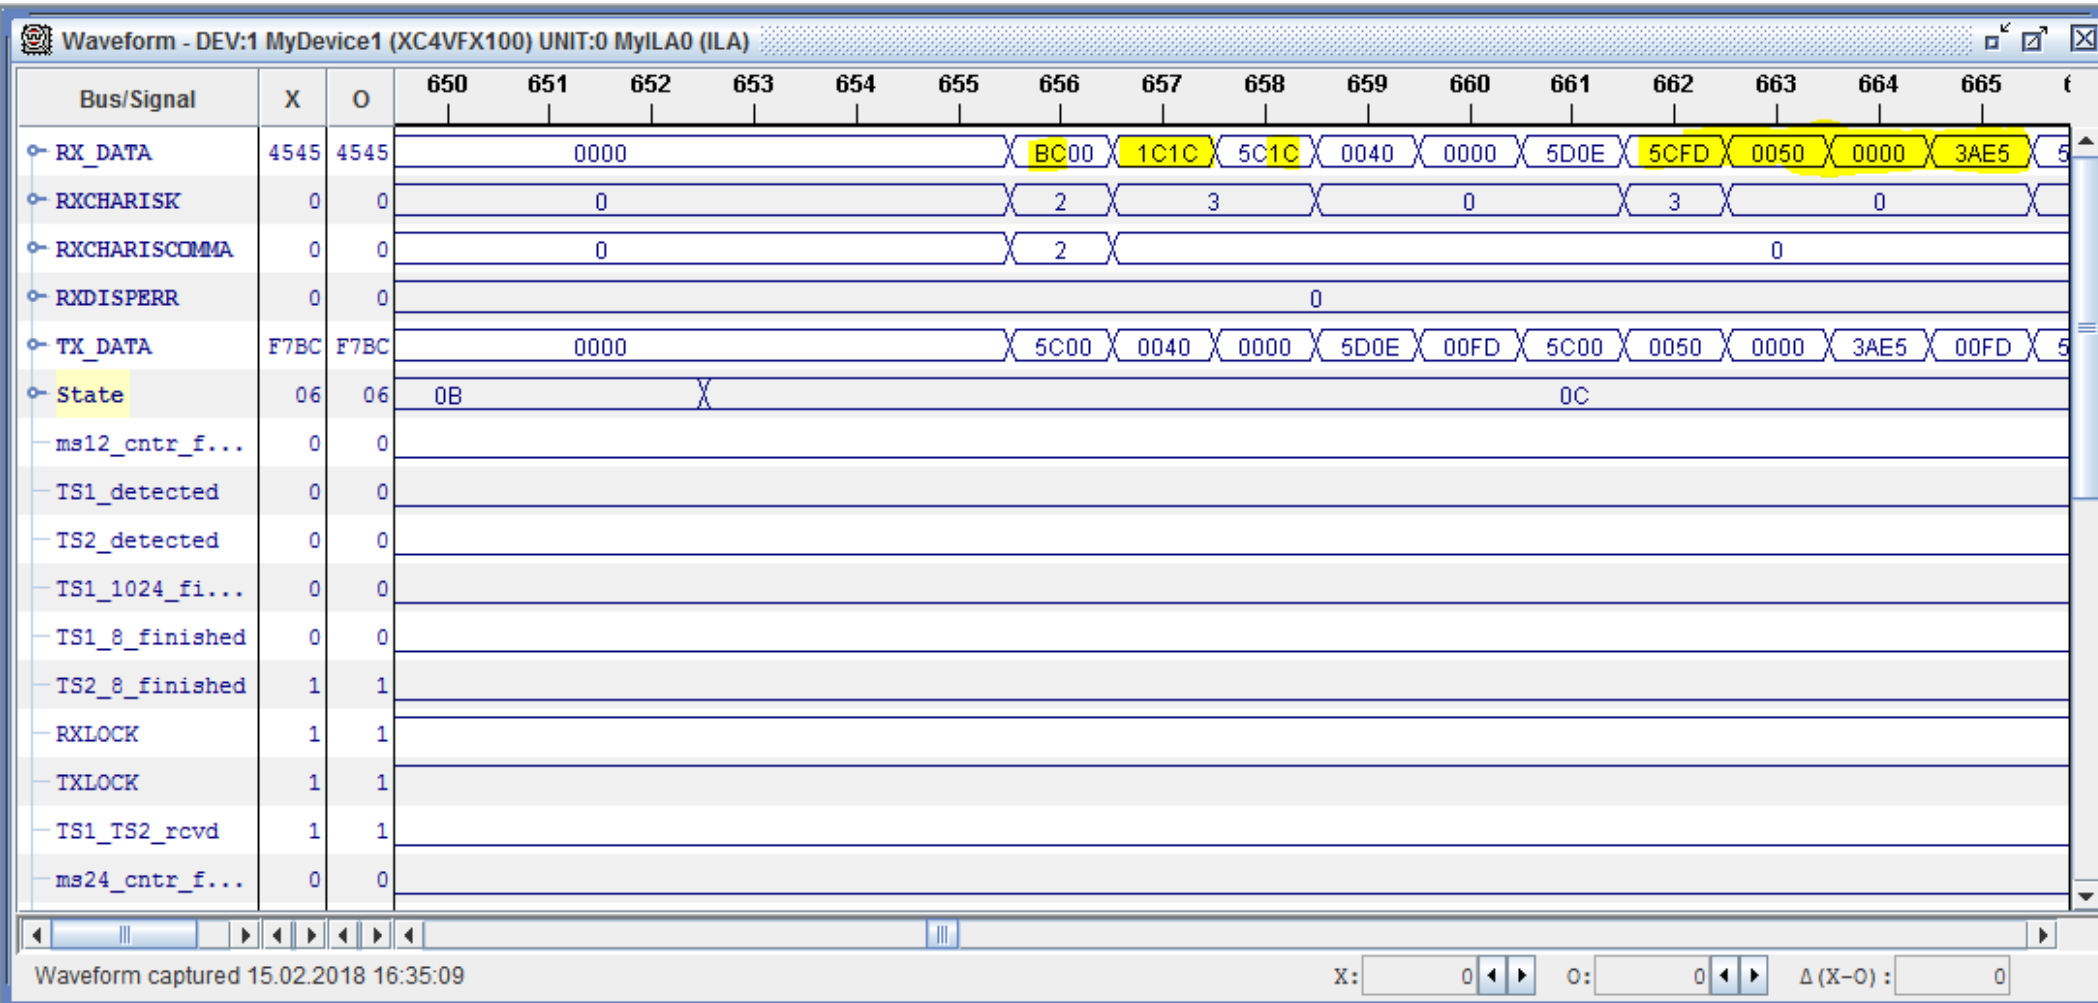 Waveform - DEV:1 MyDevice1 (XC4VFX100) UNIT:0 MyILA0 (ILA)
Bus/Signal X O 650 651 652 653 654 655 656 657 658 659 660 661 662 663 664 665
RX_DATA 4545 4545 0000 BC00 1C1C 5C1C 0040 0000 5D0E 5CFD 0050 0000 3AE5 5
RXCHARISK 0 0 0 2 3 0 3 0
RXCHARISCOMMA 0 0 0 2 0
RXDISPERR 0 0 0
TX_DATA F7BC F7BC 0000 5C00 0040 0000 5D0E 00FD 5C00 0050 0000 3AE5 00FD 5
State 06 06 0B 0C
ms12_cntr_f... 0 0
TS1_detected 0 0
TS2_detected 0 0
TS1_1024_fi... 0 0
TS1_8_finished 0 0
TS2_8_finished 1 1
RXLOCK 1 1
TXLOCK 1 1
TS1_TS2_rcvd 1 1
ms24_cntr_f... 0 0
Waveform captured 15.02.2018 16:35:09 X: 0 O: 0 Δ(X-O): 0